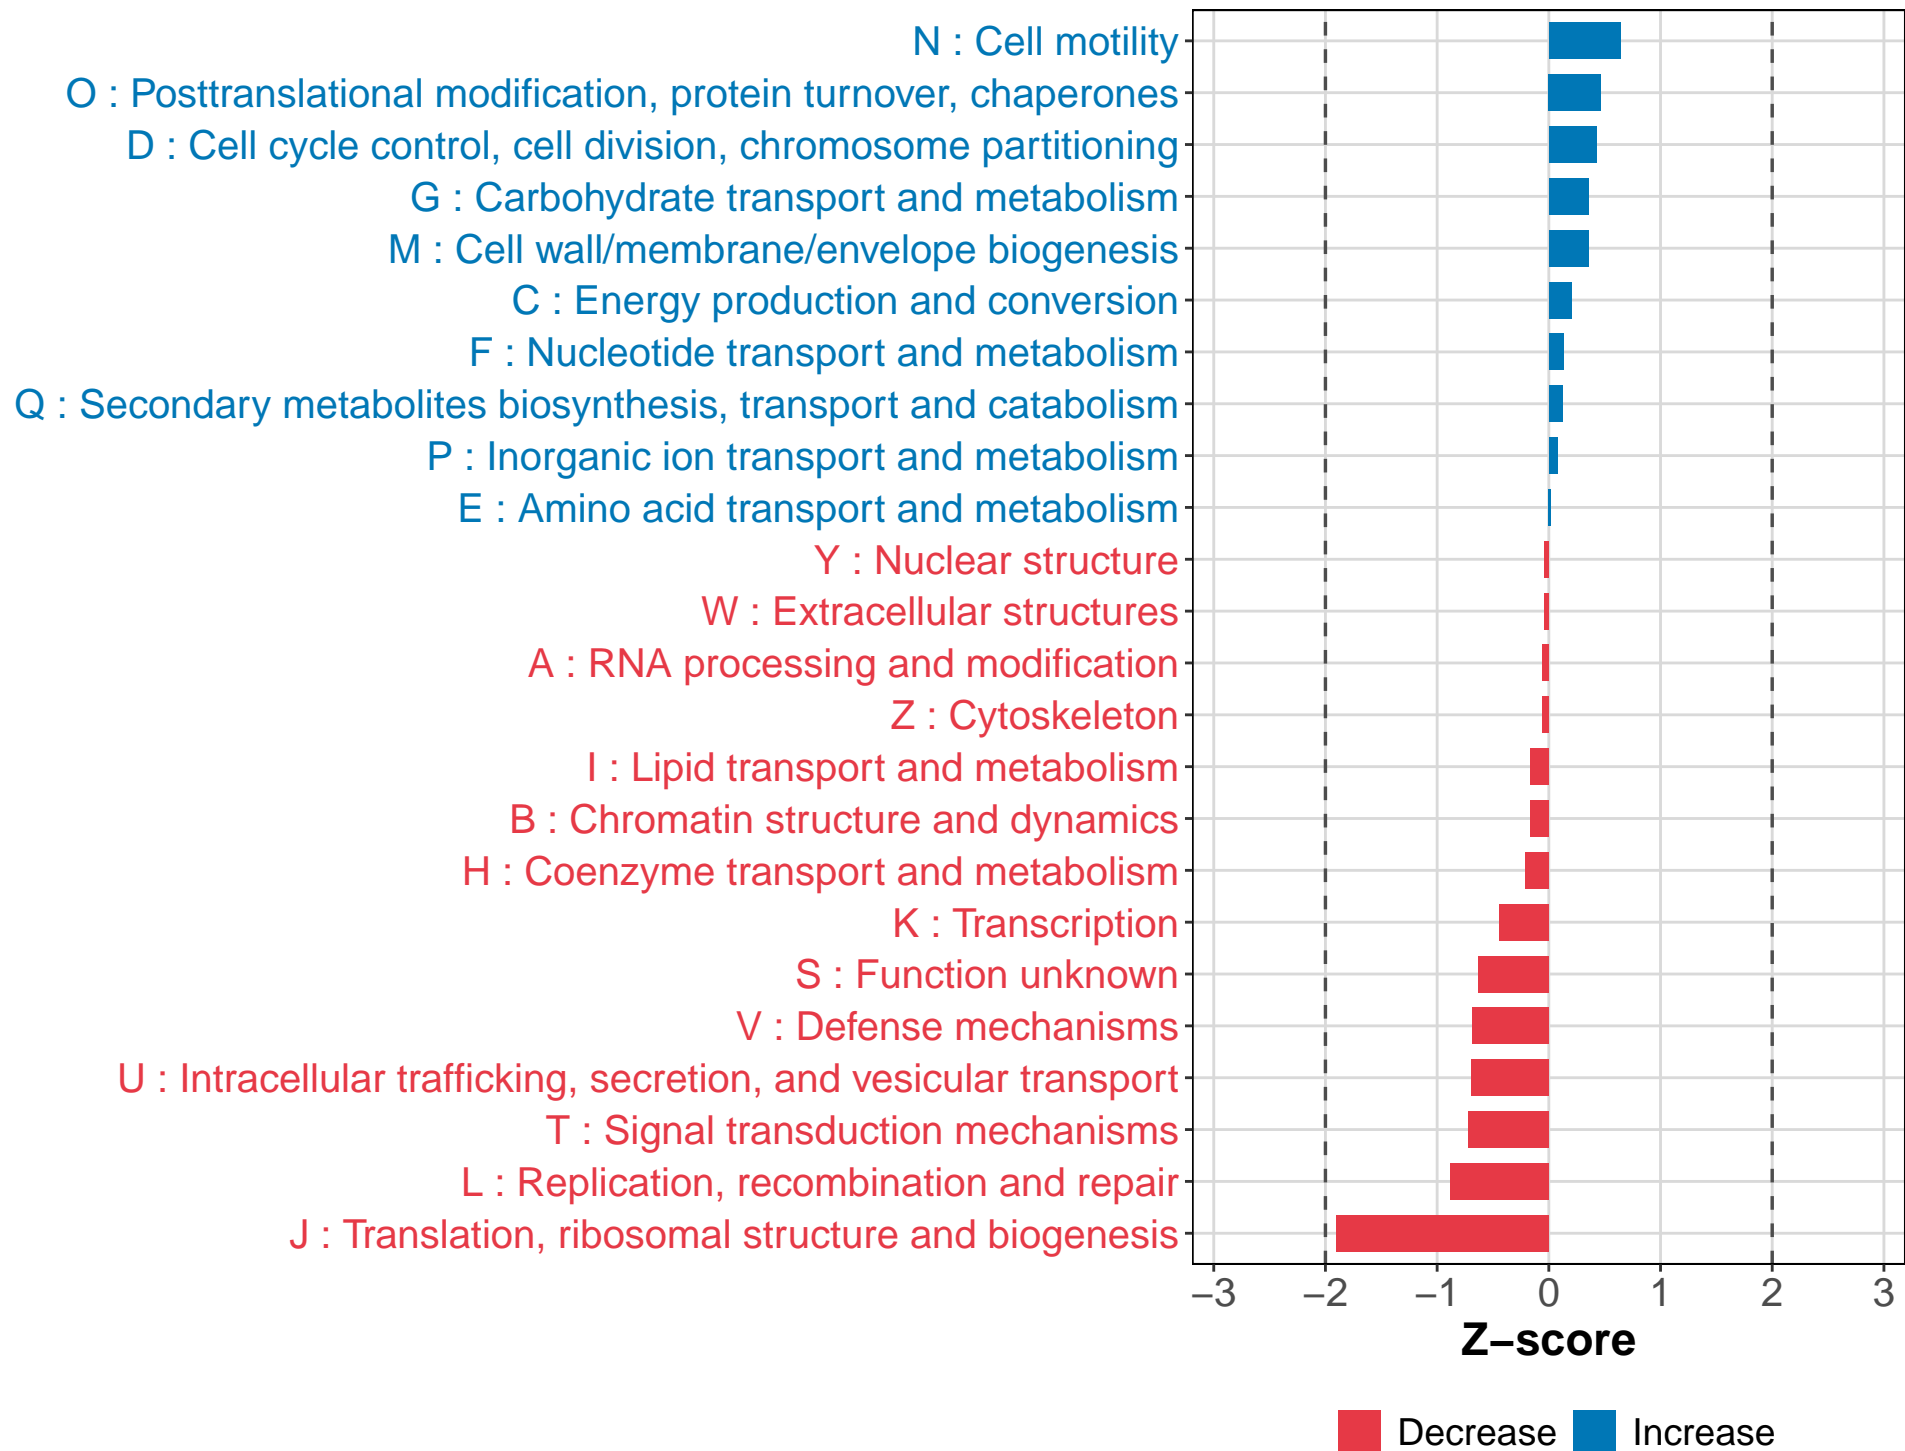 N : Cell motility
O : Posttranslational modification, protein turnover, chaperones
D : Cell cycle control, cell division, chromosome partitioning
G : Carbohydrate transport and metabolism
M : Cell wall/membrane/envelope biogenesis
C : Energy production and conversion
F : Nucleotide transport and metabolism
Q : Secondary metabolites biosynthesis, transport and catabolism
P : Inorganic ion transport and metabolism
E : Amino acid transport and metabolism
Y : Nuclear structure
W : Extracellular structures
A : RNA processing and modification
Z : Cytoskeleton
I : Lipid transport and metabolism
B : Chromatin structure and dynamics
H : Coenzyme transport and metabolism
K : Transcription
S : Function unknown
V : Defense mechanisms
U : Intracellular trafficking, secretion, and vesicular transport
T : Signal transduction mechanisms
L : Replication, recombination and repair
J : Translation, ribosomal structure and biogenesis
−3 −2 −1 0 1 2 3
Z−score
Decrease Increase